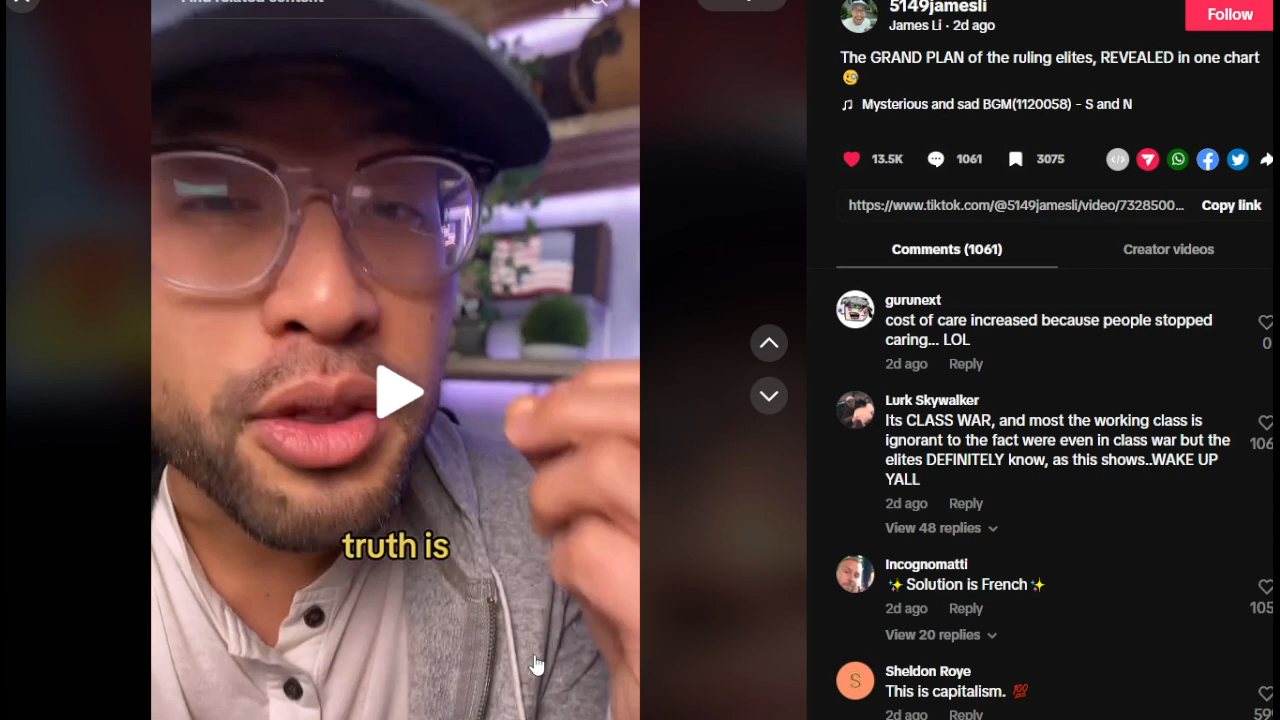 Find related content
5149jamesli
James Li · 2d ago
Follow
The GRAND PLAN of the ruling elites, REVEALED in one chart
🧐
♫ Mysterious and sad BGM(1120058) - S and N
13.5K
1061
3075
https://www.tiktok.com/@5149jamesli/video/7328500...
Copy link
Comments (1061)
Creator videos
gurunext
cost of care increased because people stopped
caring... LOL
0
2d ago Reply
Lurk Skywalker
Its CLASS WAR, and most the working class is
ignorant to the fact were even in class war but the
106
elites DEFINITELY know, as this shows..WAKE UP
YALL
2d ago Reply
View 48 replies
Incognomatti
✨Solution is French✨
105
2d ago Reply
View 20 replies
S
Sheldon Roye
This is capitalism. 💯
2d ago Reply
599
truth is